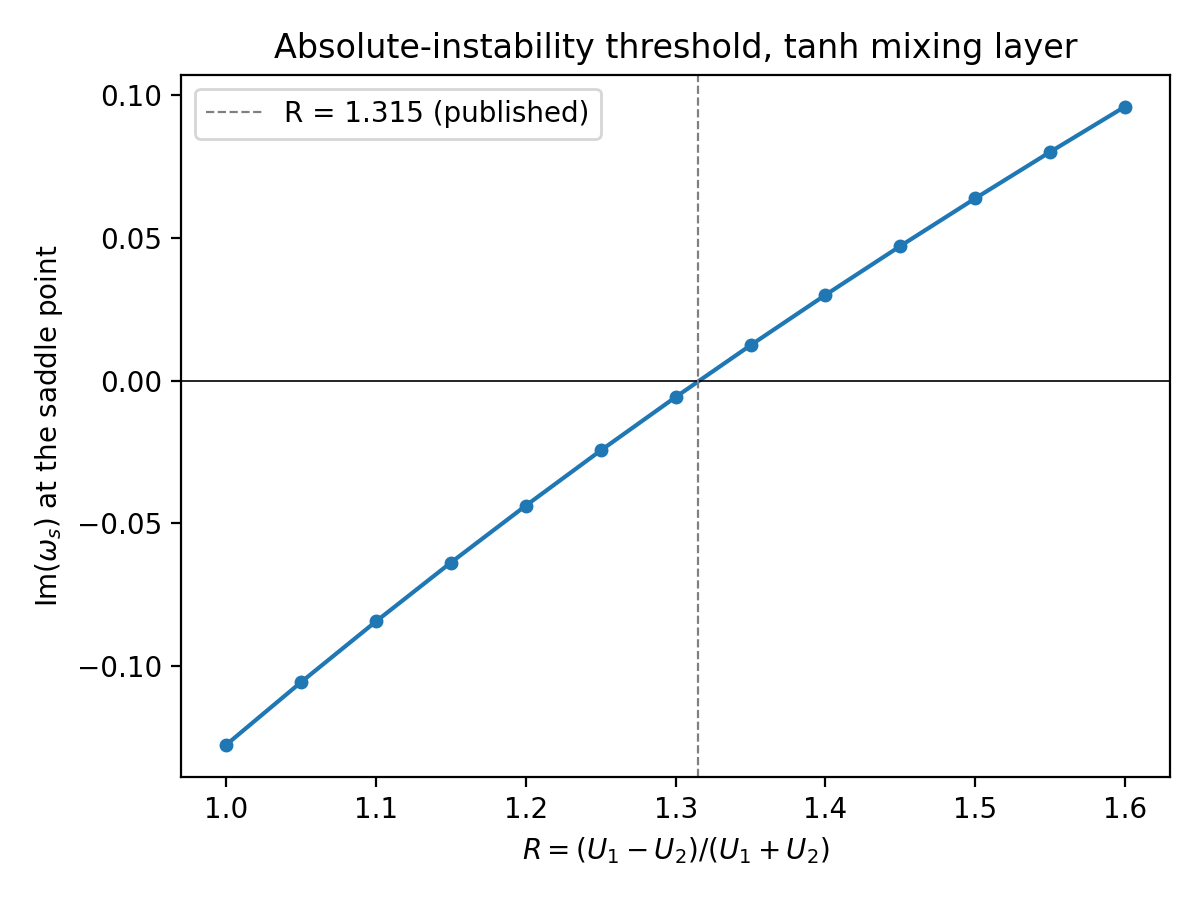 Absolute-instability threshold, tanh mixing layer
R = 1.315 (published)
Im(ωₛ) at the saddle point
0.10
0.05
0.00
−0.05
−0.10
1.0 1.1 1.2 1.3 1.4 1.5 1.6
R = (U₁ − U₂)/(U₁ + U₂)